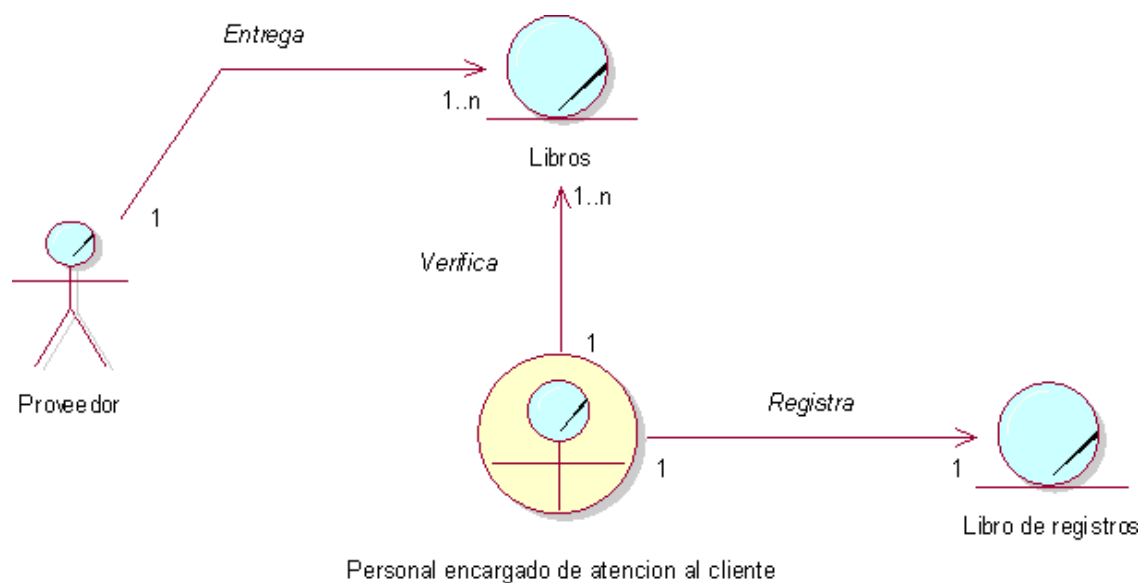 Entrega
1..n
Libros
1
1..n
Verifica
Proveedor
1
Registra
1
1
Libro de registros
Personal encargado de atencion al cliente